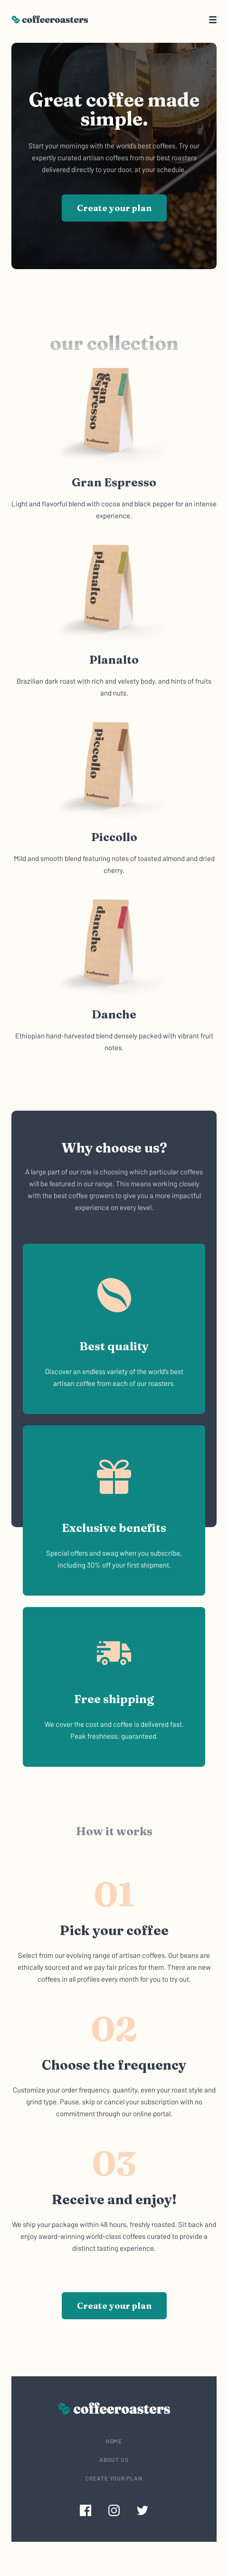 coffeeroasters
Great coffee made
simple.
Start your mornings with the world's best coffees. Try our
expertly curated artisan coffees from our best roasters
delivered directly to your door, at your schedule.
Create your plan
our collection
Gran
Espresso
coffeeroasters
Gran Espresso
Light and flavorful blend with cocoa and black pepper for an intense
experience.
Planalto
coffeeroasters
Planalto
Brazilian dark roast with rich and velvety body, and hints of fruits
and nuts.
Piccollo
coffeeroasters
Piccollo
Mild and smooth blend featuring notes of toasted almond and dried
cherry.
danche
coffeeroasters
Danche
Ethiopian hand-harvested blend densely packed with vibrant fruit
notes.
Why choose us?
A large part of our role is choosing which particular coffees
will be featured in our range. This means working closely
with the best coffee growers to give you a more impactful
experience on every level.
Best quality
Discover an endless variety of the world's best
artisan coffee from each of our roasters.
Exclusive benefits
Special offers and swag when you subscribe,
including 30% off your first shipment.
Free shipping
We cover the cost and coffee is delivered fast.
Peak freshness: guaranteed.
How it works
01
Pick your coffee
Select from our evolving range of artisan coffees. Our beans are
ethically sourced and we pay fair prices for them. There are new
coffees in all profiles every month for you to try out.
02
Choose the frequency
Customize your order frequency, quantity, even your roast style and
grind type. Pause, skip or cancel your subscription with no
commitment through our online portal.
03
Receive and enjoy!
We ship your package within 48 hours, freshly roasted. Sit back and
enjoy award-winning world-class coffees curated to provide a
distinct tasting experience.
Create your plan
coffeeroasters
HOME
ABOUT US
CREATE YOUR PLAN